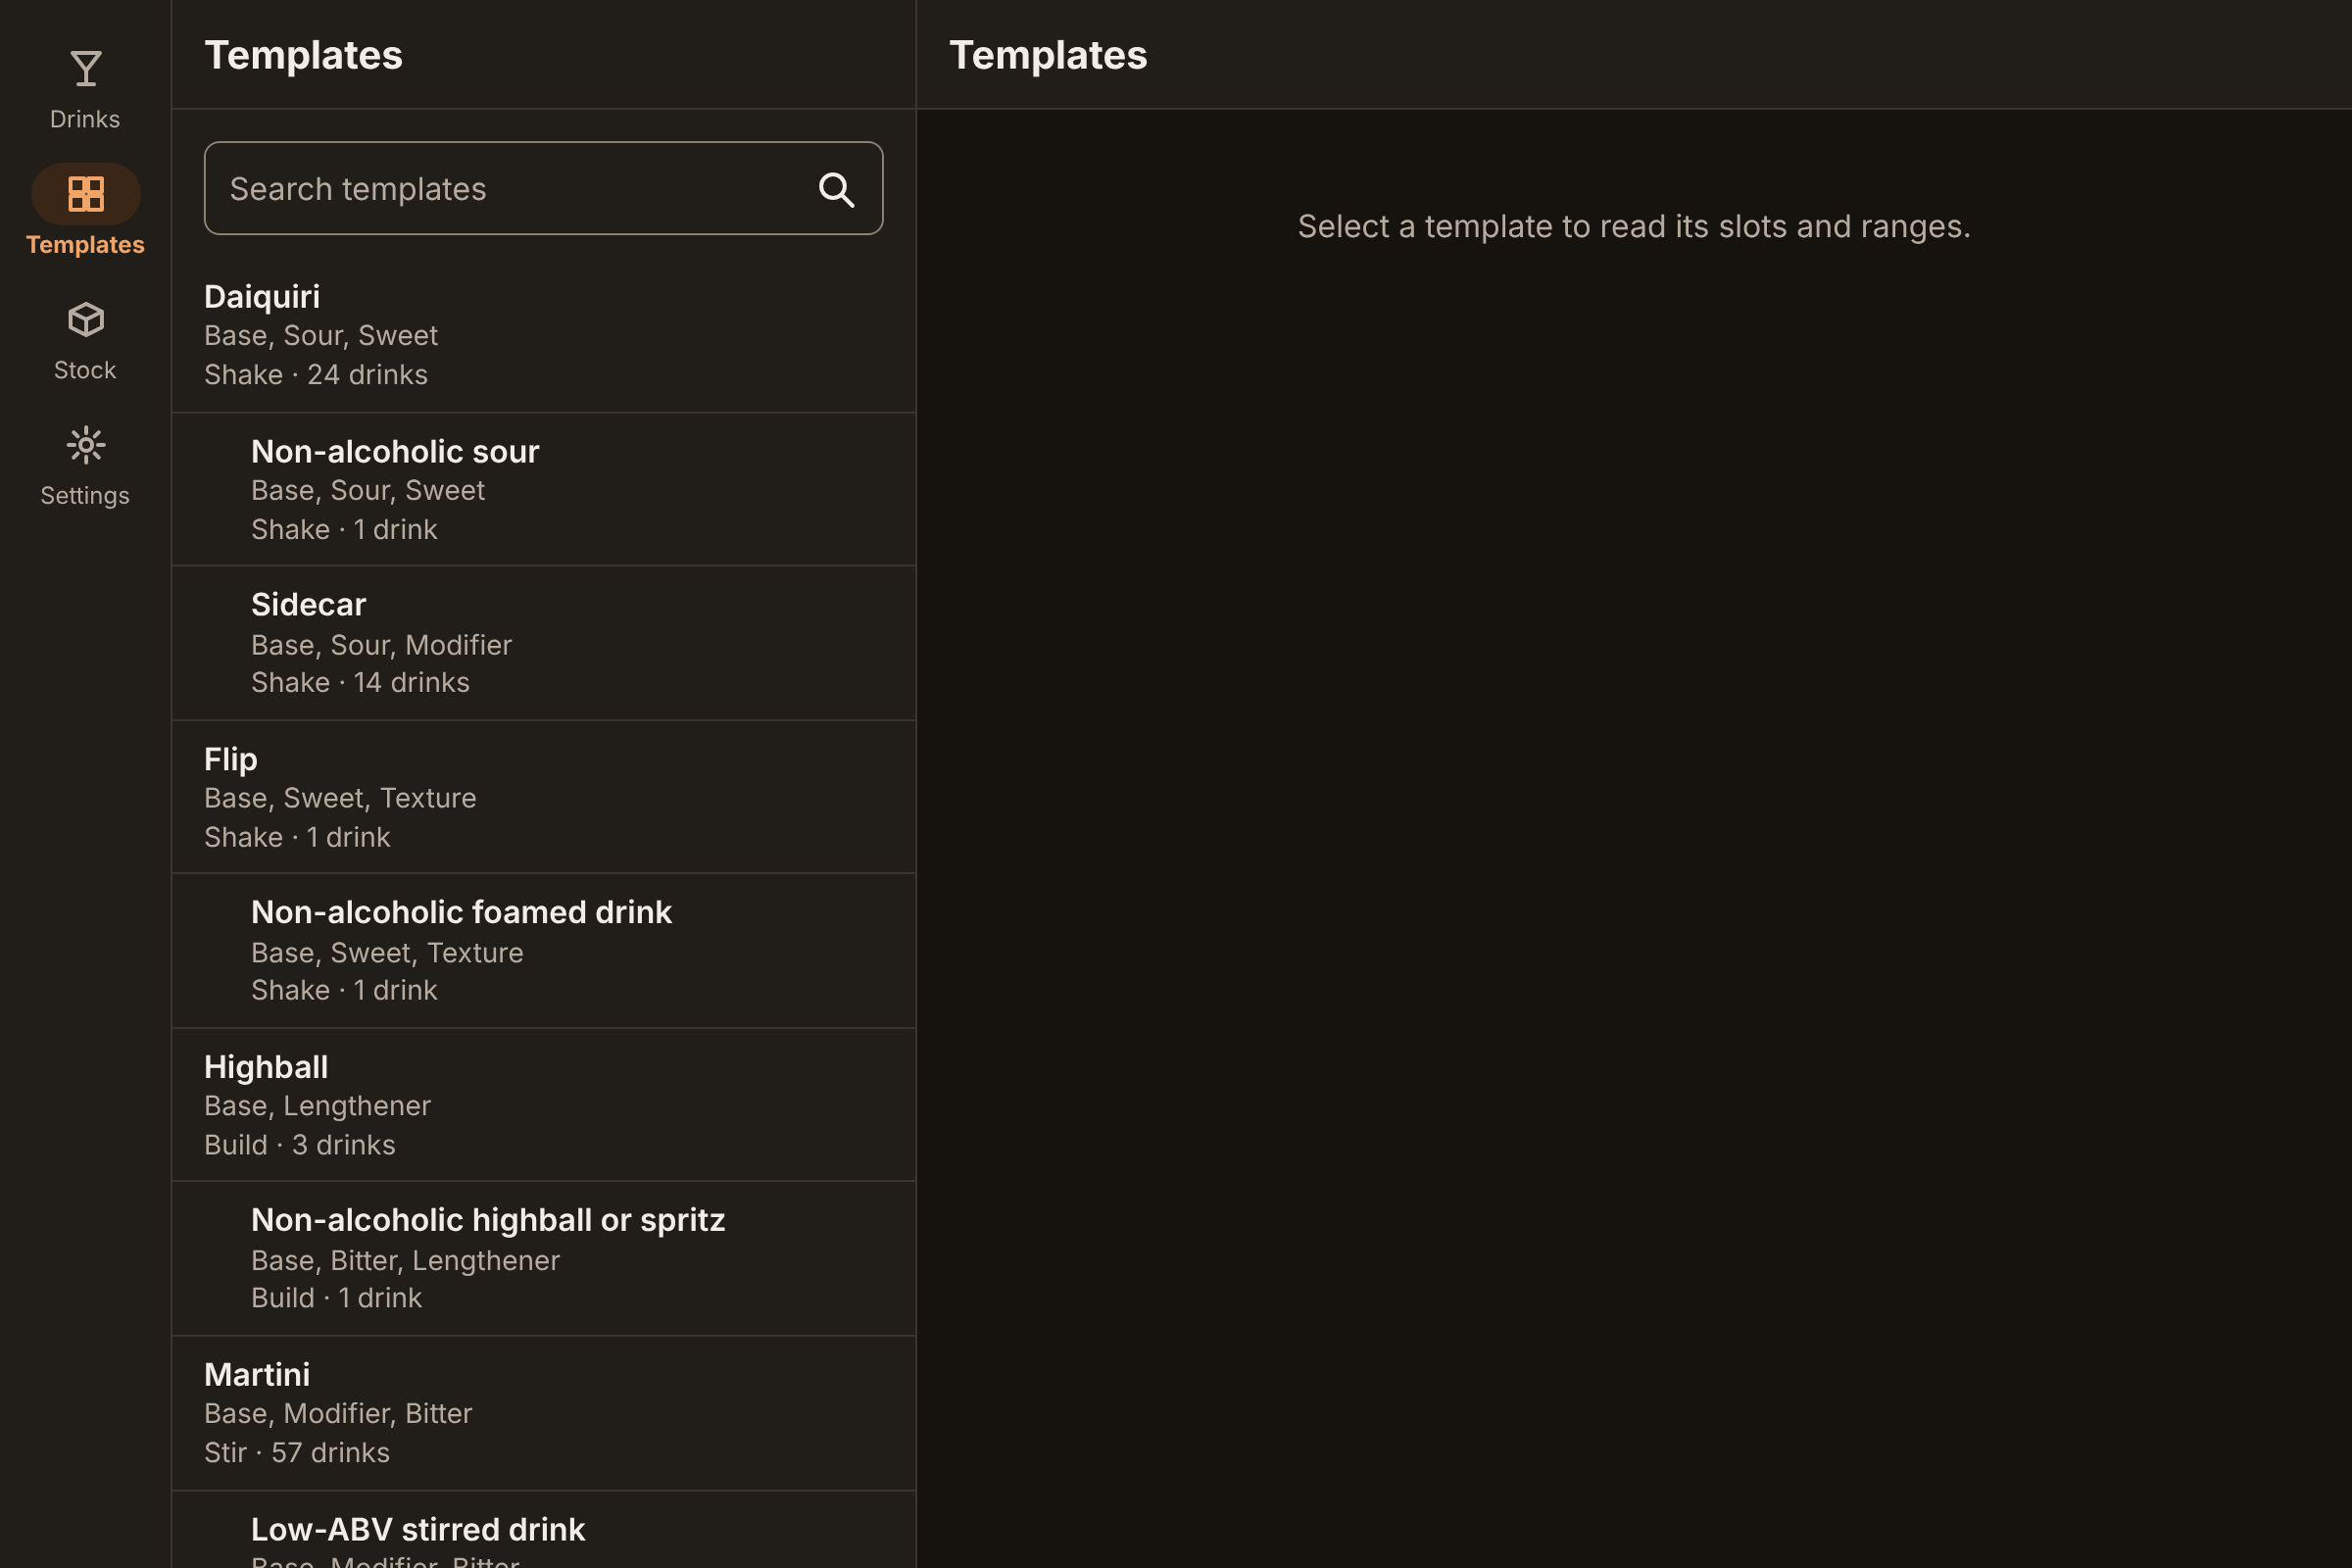 Drinks
Templates
Stock
Settings
Templates
Search templates
Daiquiri
Base, Sour, Sweet
Shake · 24 drinks
Non-alcoholic sour
Base, Sour, Sweet
Shake · 1 drink
Sidecar
Base, Sour, Modifier
Shake · 14 drinks
Flip
Base, Sweet, Texture
Shake · 1 drink
Non-alcoholic foamed drink
Base, Sweet, Texture
Shake · 1 drink
Highball
Base, Lengthener
Build · 3 drinks
Non-alcoholic highball or spritz
Base, Bitter, Lengthener
Build · 1 drink
Martini
Base, Modifier, Bitter
Stir · 57 drinks
Low-ABV stirred drink
Base, Modifier, Bitter
Templates
Select a template to read its slots and ranges.